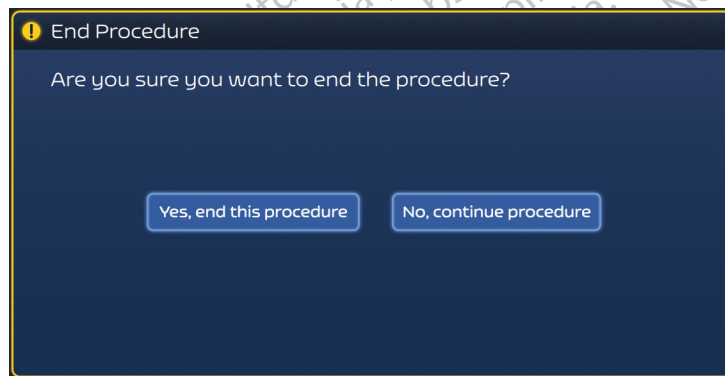 End Procedure
Are you sure you want to end the procedure?
Yes, end this procedure
No, continue procedure